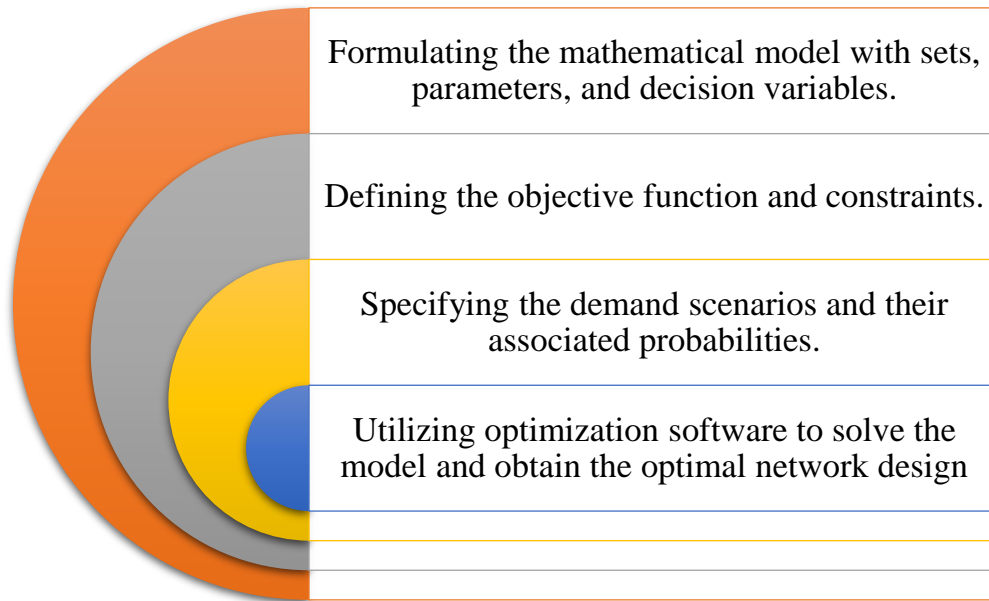 Formulating the mathematical model with sets,
parameters, and decision variables.
Defining the objective function and constraints.
Specifying the demand scenarios and their
associated probabilities.
Utilizing optimization software to solve the
model and obtain the optimal network design